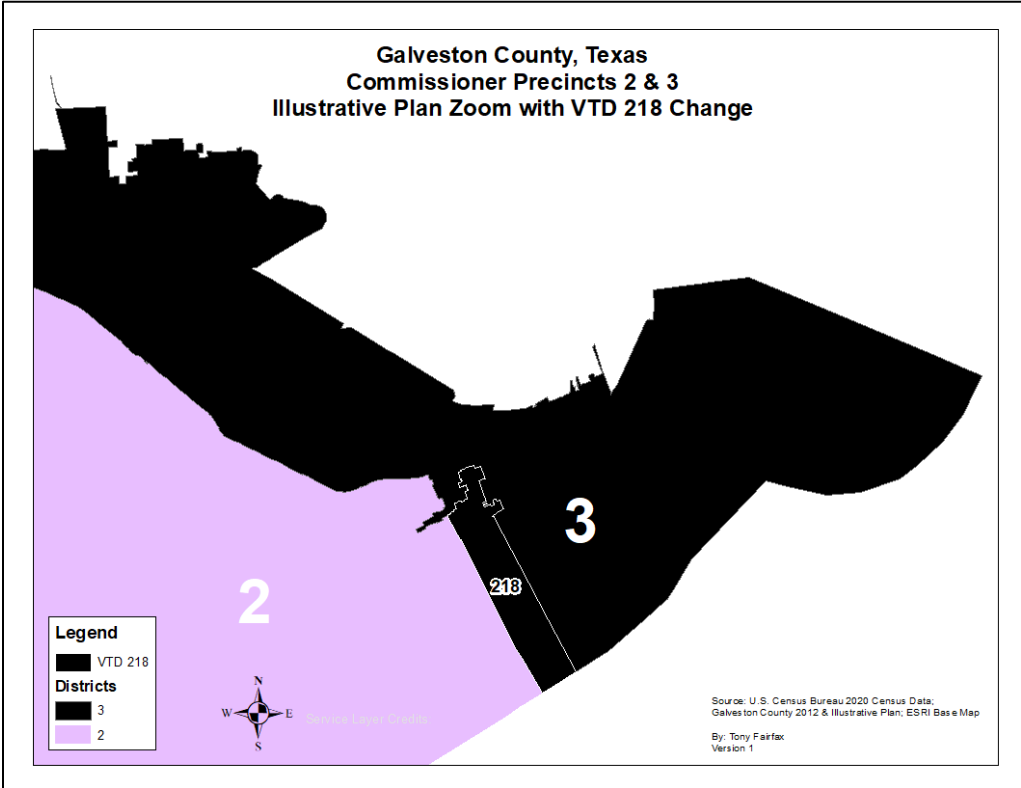 Galveston County, Texas
Commissioner Precincts 2 & 3
Illustrative Plan Zoom with VTD 218 Change
3
218
2
Legend
VTD 218
Districts
3
2
N
W E
S
Service Layer Credits:
Source: U.S. Census Bureau 2020 Census Data;
Galveston County 2012 & Illustrative Plan; ESRI Base Map
By: Tony Fairfax
Version 1